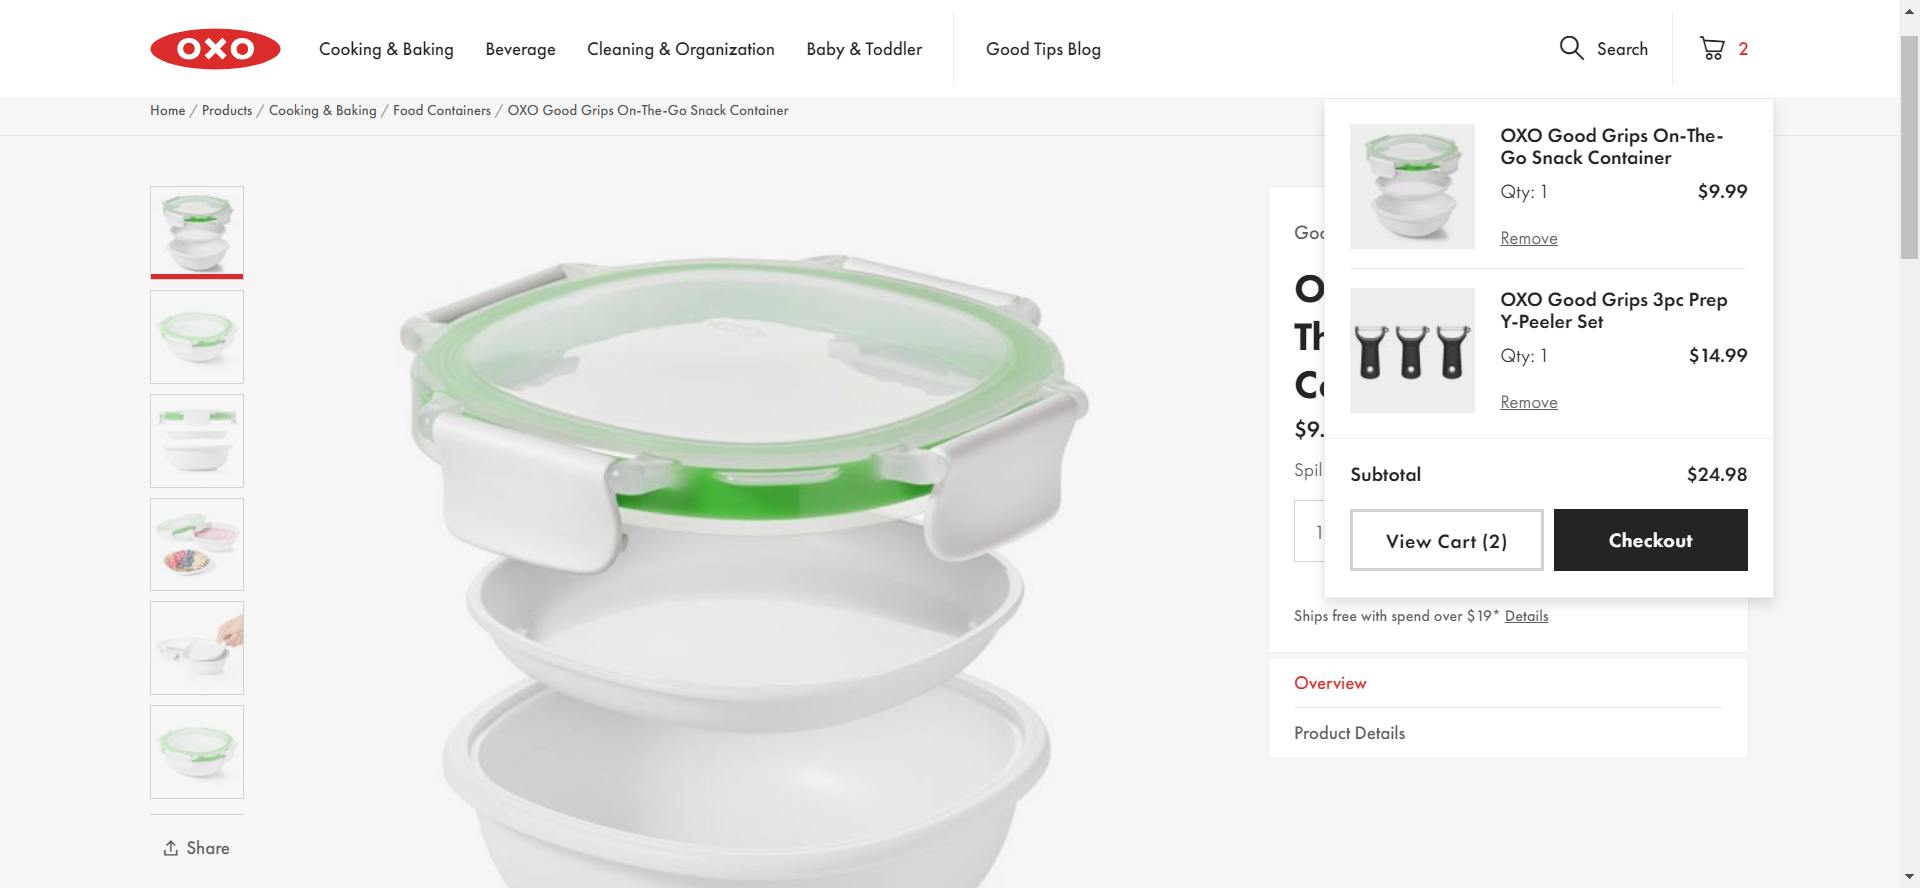 OXO
Cooking & Baking
Beverage
Cleaning & Organization
Baby & Toddler
Good Tips Blog
Search
2
Home / Products / Cooking & Baking / Food Containers / OXO Good Grips On-The-Go Snack Container
OXO Good Grips On-The-
Go Snack Container
Qty: 1
$9.99
Remove
OXO Good Grips 3pc Prep
Y-Peeler Set
Qty: 1
$14.99
Remove
Subtotal
$24.98
View Cart (2)
Checkout
$9.
Spil
1
Ships free with spend over $19* Details
Overview
Product Details
Share